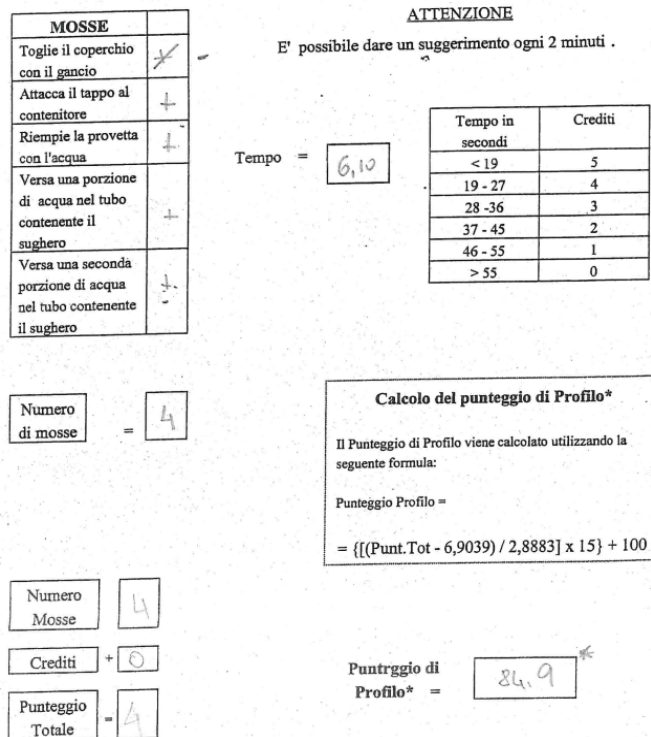 ATTENZIONE
E' possibile dare un suggerimento ogni 2 minuti .
MOSSE
Toglie il coperchio
con il gancio
-
Attacca il tappo al
contenitore
+
Riempie la provetta
con l'acqua
+
Versa una porzione
di acqua nel tubo
contenente il
sughero
+
Versa una seconda
porzione di acqua
nel tubo contenente
il sughero
+
Tempo = 6,10
Tempo in
secondi
Crediti
< 19 5
19 - 27 4
28 -36 3
37 - 45 2
46 - 55 1
> 55 0
Numero
di mosse
= 4
Calcolo del punteggio di Profilo*
Il Punteggio di Profilo viene calcolato utilizzando la
seguente formula:
Punteggio Profilo =
= {[(Punt.Tot - 6,9039) / 2,8883] x 15} + 100
Numero
Mosse
4
Crediti + 0
Punteggio
Totale
= 4
Puntrggio di
Profilo* =
84.9*